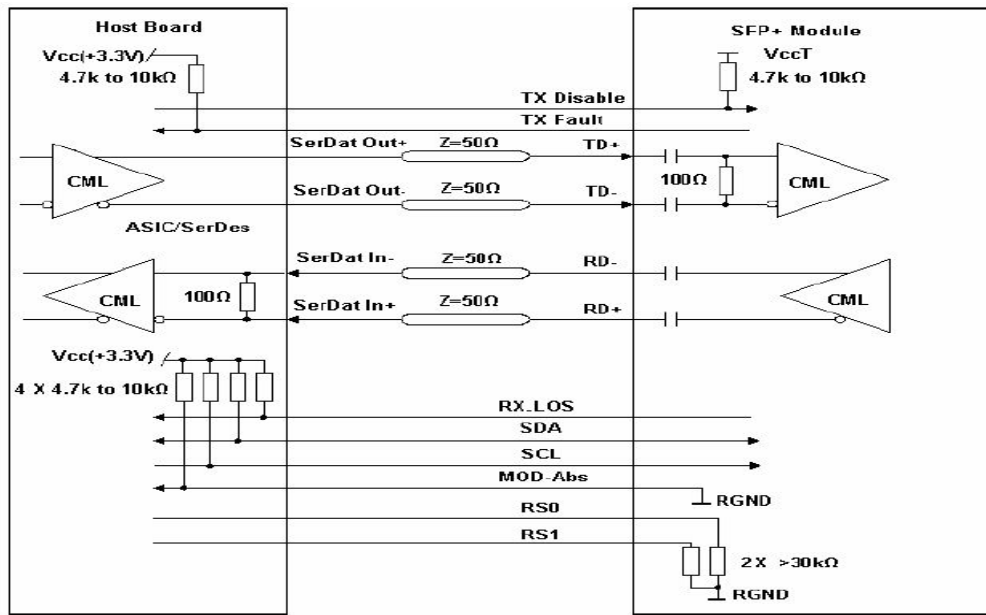 Host Board
SFP+ Module
Vcc(+3.3V)
4.7k to 10kΩ
VccT
4.7k to 10kΩ
TX Disable
TX Fault
SerDat Out+
Z=50Ω
TD+
CML
100Ω
CML
SerDat Out-
Z=50Ω
TD-
ASIC/SerDes
SerDat In-
Z=50Ω
RD-
CML
100Ω
CML
SerDat In+
Z=50Ω
RD+
Vcc(+3.3V)
4 X 4.7k to 10kΩ
RX_LOS
SDA
SCL
MOD-Abs
RGND
RS0
RS1
2 X >30kΩ
RGND